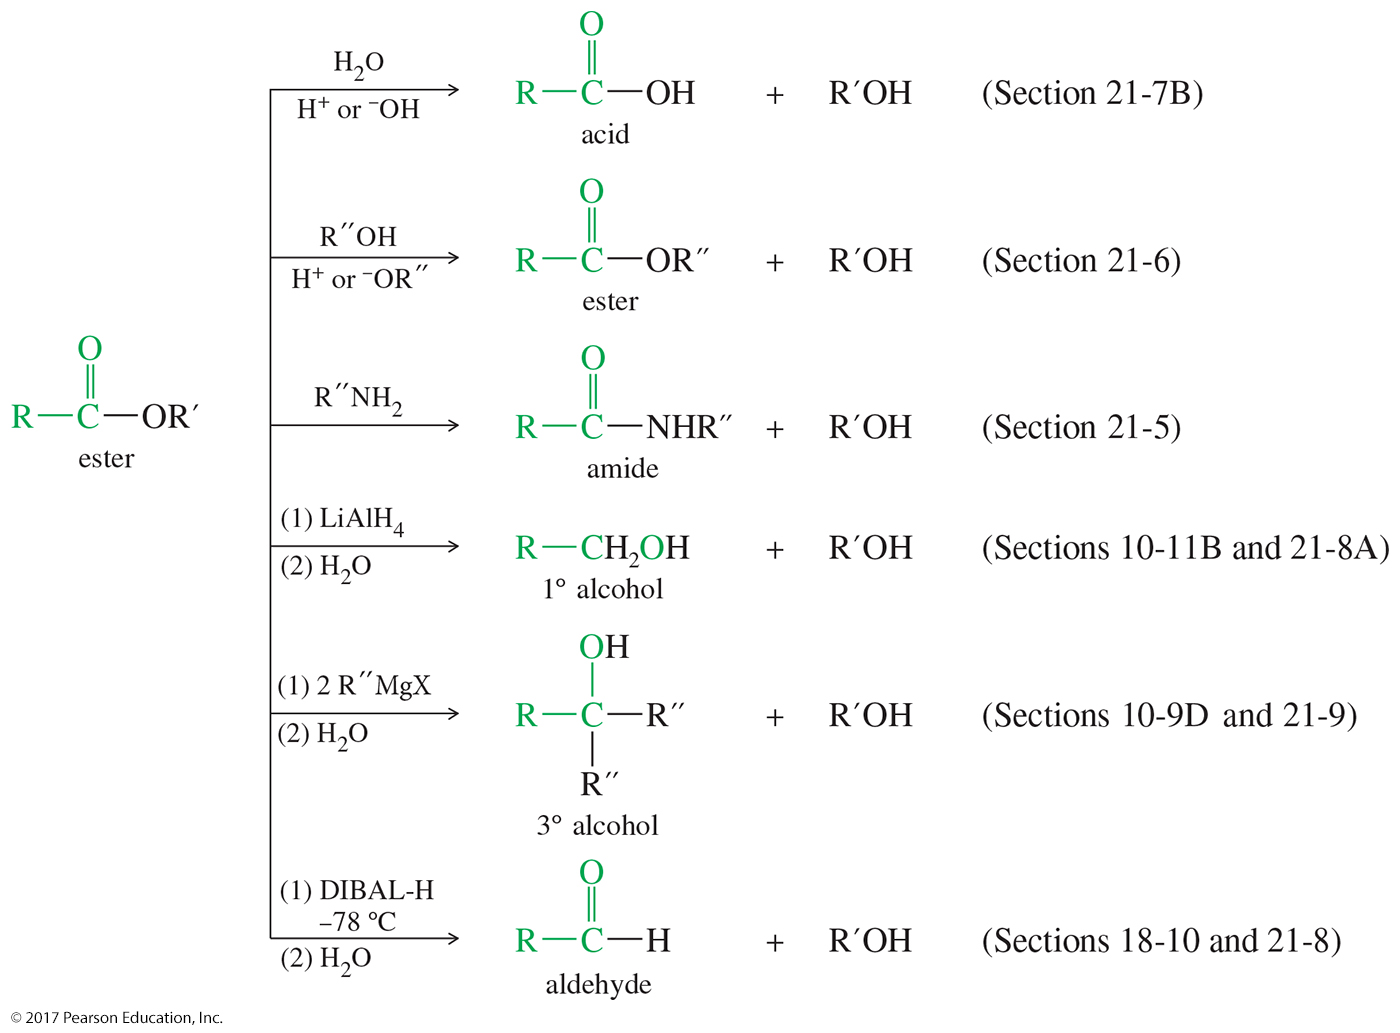 H₂O
H⁺ or ⁻OH
O
R—C—OH + R′OH (Section 21-7B)
acid
R″OH
H⁺ or ⁻OR″
O
R—C—OR″ + R′OH (Section 21-6)
ester
O
R—C—OR′
ester
R″NH₂
O
R—C—NHR″ + R′OH (Section 21-5)
amide
(1) LiAlH₄
(2) H₂O
R—CH₂OH + R′OH (Sections 10-11B and 21-8A)
1° alcohol
(1) 2 R″MgX
(2) H₂O
OH
R—C—R″ + R′OH (Sections 10-9D and 21-9)
R″
3° alcohol
(1) DIBAL-H
–78 °C
(2) H₂O
O
R—C—H + R′OH (Sections 18-10 and 21-8)
aldehyde
© 2017 Pearson Education, Inc.